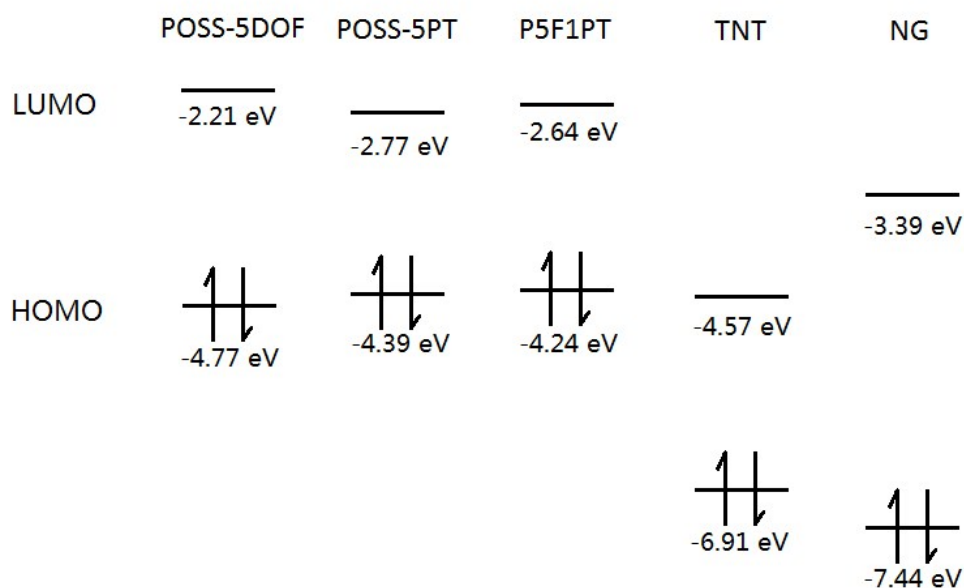 POSS-5DOF POSS-5PT P5F1PT TNT NG
LUMO
-2.21 eV
-2.77 eV
-2.64 eV
-3.39 eV
HOMO
-4.77 eV
-4.39 eV
-4.24 eV
-4.57 eV
-6.91 eV
-7.44 eV